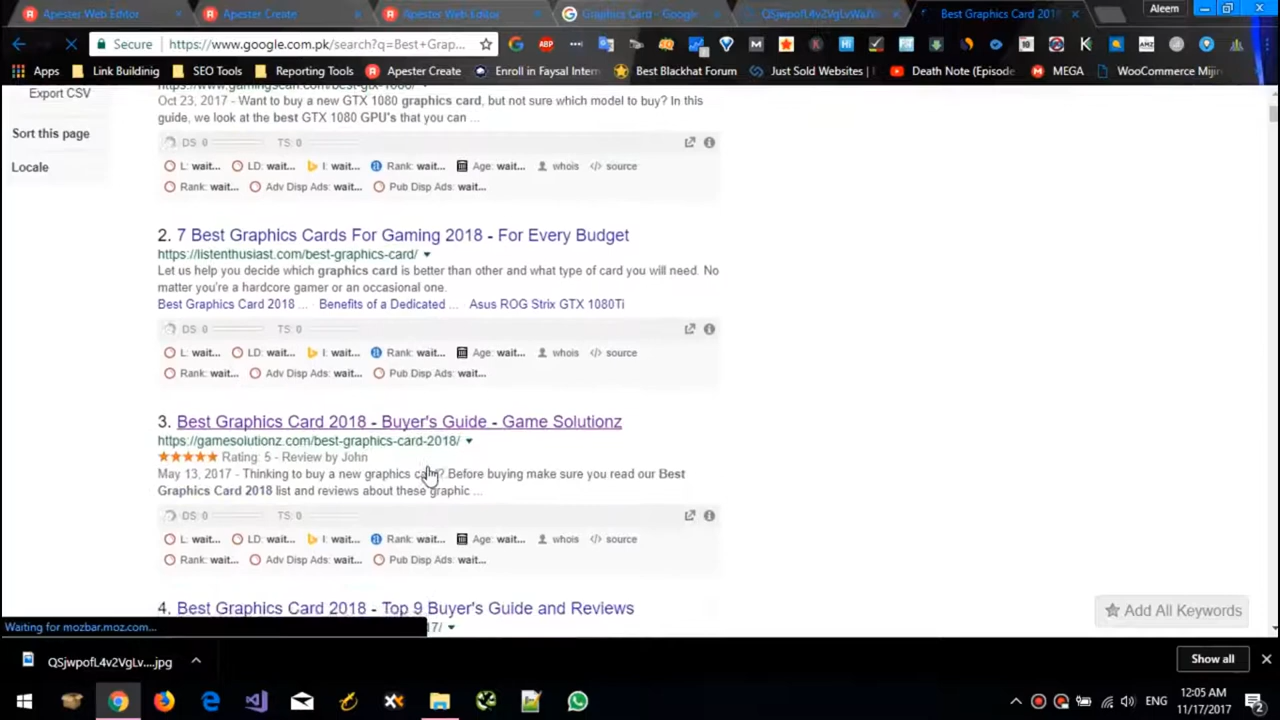 Apester Web Editor
Apester Create
Apester Web Editor
Graphics Card - Google
QSjwpofL4v2VgLvWaJV
Best Graphics Card 2018
Aleem
Secure
https://www.google.com.pk/search?q=Best+Grap...
Apps
Link Buildinig
SEO Tools
Reporting Tools
Apester Create
Enroll in Faysal Intern
Best Blackhat Forum
Just Sold Websites |
Death Note (Episode
MEGA
WooCommerce Mijir
Export CSV
Sort this page
Locale
https://www.gamingscan.com/best-gtx-1080/
Oct 23, 2017 - Want to buy a new GTX 1080 graphics card, but not sure which model to buy? In this
guide, we look at the best GTX 1080 GPU's that you can ...
DS: 0 TS: 0
L: wait... LD: wait... I: wait... Rank: wait... Age: wait... whois </> source
Rank: wait... Adv Disp Ads: wait... Pub Disp Ads: wait...
2. 7 Best Graphics Cards For Gaming 2018 - For Every Budget
https://listenthusiast.com/best-graphics-card/
Let us help you decide which graphics card is better than other and what type of card you will need. No
matter you're a hardcore gamer or an occasional one.
Best Graphics Card 2018 ... · Benefits of a Dedicated ... · Asus ROG Strix GTX 1080Ti
DS: 0 TS: 0
L: wait... LD: wait... I: wait... Rank: wait... Age: wait... whois </> source
Rank: wait... Adv Disp Ads: wait... Pub Disp Ads: wait...
3. Best Graphics Card 2018 - Buyer's Guide - Game Solutionz
https://gamesolutionz.com/best-graphics-card-2018/
Rating: 5 - Review by John
May 13, 2017 - Thinking to buy a new graphics card? Before buying make sure you read our Best
Graphics Card 2018 list and reviews about these graphic ...
DS: 0 TS: 0
L: wait... LD: wait... I: wait... Rank: wait... Age: wait... whois </> source
Rank: wait... Adv Disp Ads: wait... Pub Disp Ads: wait...
4. Best Graphics Card 2018 - Top 9 Buyer's Guide and Reviews
17/
Add All Keywords
Waiting for mozbar.moz.com...
QSjwpofL4v2VgLv....jpg
Show all
ENG
12:05 AM
11/17/2017
2